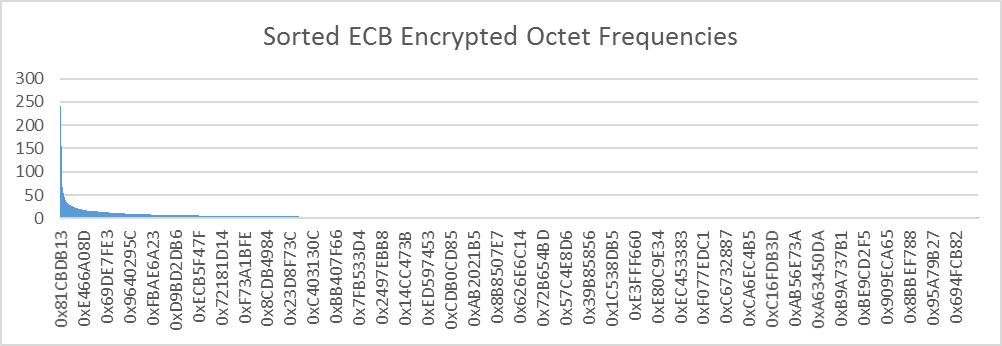 Sorted ECB Encrypted Octet Frequencies
300
250
200
150
100
50
0
0x81CBDB13
0xE466A08D
0x69DE7FE3
0x9640295C
0xFBAE6A23
0xD9BD2DB6
0xECB5F47F
0x72181D14
0xF73A1BFE
0x8CDB4984
0x23D8F73C
0xC403130C
0xBB407F66
0x7FB533D4
0x2497EBB8
0x14CC473B
0xED597453
0xCDB0CD85
0xAB2021B5
0x8B8507E7
0x626E6C14
0x72B654BD
0x57C4E8D6
0x39B85856
0x1C538DB5
0xE3FFF660
0xE80C9E34
0xEC453383
0xF077EDC1
0xC6732887
0xCA6EC4B5
0xC16FDB3D
0xAB56E73A
0xA63450DA
0xB9A737B1
0xBE9CD2F5
0x909ECA65
0x8BBEF788
0x95A79B27
0x694FCB82